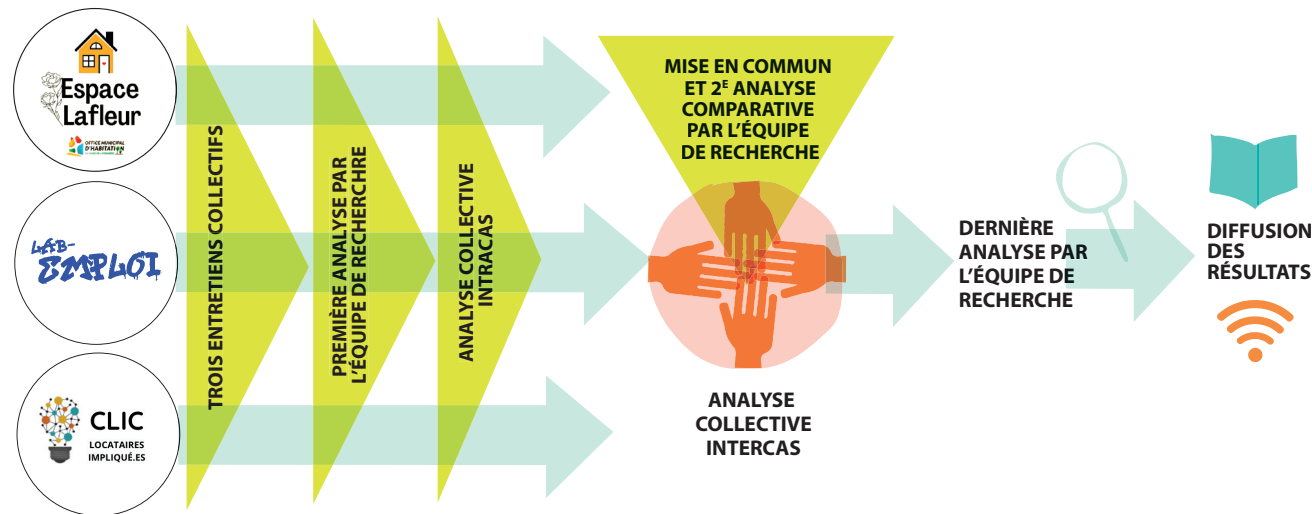 Espace
Lafleur
OFFICE MUNICIPAL
D'HABITATION
LAB-
EMPLOI
CLIC
LOCATAIRES
IMPLIQUÉ.ES
TROIS ENTRETIENS COLLECTIFS
PREMIÈRE ANALYSE PAR
L'ÉQUIPE DE RECHERCHRE
ANALYSE COLLECTIVE
INTRACAS
MISE EN COMMUN
ET 2E ANALYSE
COMPARATIVE
PAR L'ÉQUIPE
DE RECHERCHE
ANALYSE
COLLECTIVE
INTERCAS
DERNIÈRE
ANALYSE PAR
L'ÉQUIPE DE
RECHERCHE
DIFFUSION
DES
RÉSULTATS